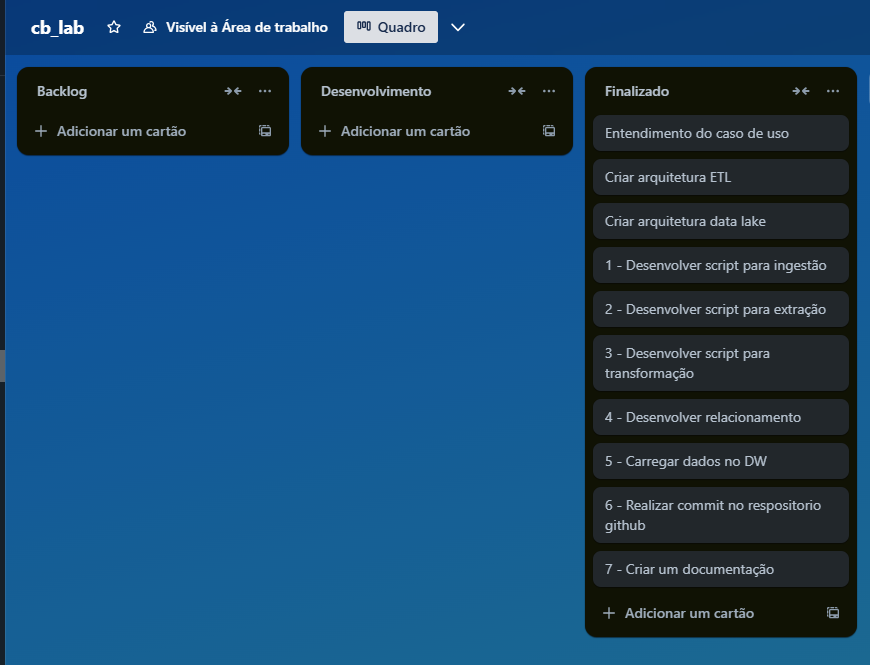 cb_lab
Visível à Área de trabalho
Quadro
Backlog
Adicionar um cartão
Desenvolvimento
Adicionar um cartão
Finalizado
Entendimento do caso de uso
Criar arquitetura ETL
Criar arquitetura data lake
1 - Desenvolver script para ingestão
2 - Desenvolver script para extração
3 - Desenvolver script para
transformação
4 - Desenvolver relacionamento
5 - Carregar dados no DW
6 - Realizar commit no respositorio
github
7 - Criar um documentação
Adicionar um cartão